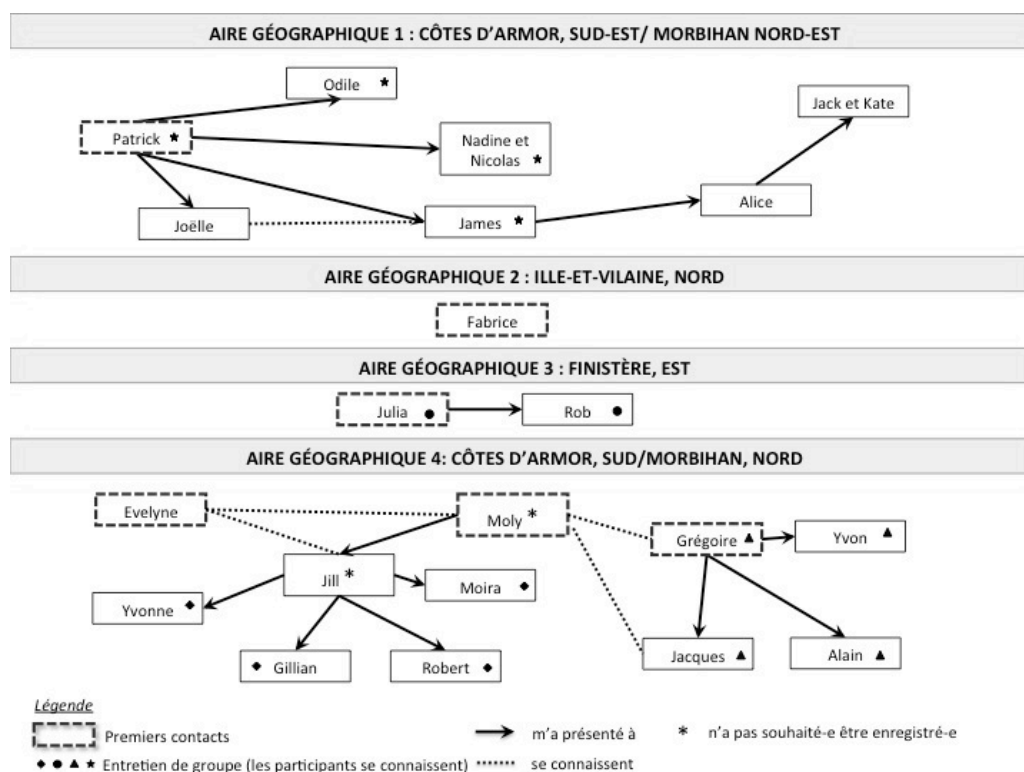 AIRE GÉOGRAPHIQUE 1 : CÔTES D'ARMOR, SUD-EST/ MORBIHAN NORD-EST
Odile ★
Jack et Kate
Patrick ★
Nadine et
Nicolas ★
Alice
Joëlle
James ★
AIRE GÉOGRAPHIQUE 2 : ILLE-ET-VILAINE, NORD
Fabrice
AIRE GÉOGRAPHIQUE 3 : FINISTÈRE, EST
Julia ●
Rob ●
AIRE GÉOGRAPHIQUE 4: CÔTES D'ARMOR, SUD/MORBIHAN, NORD
Evelyne
Moly *
Grégoire ▲
Yvon ▲
Jill *
Moira ◆
Yvonne ◆
◆ Gillian
Robert ◆
Jacques ▲
Alain ▲
Légende
Premiers contacts
m'a présenté à
* n'a pas souhaité-e être enregistré-e
◆ ● ▲ ★ Entretien de groupe (les participants se connaissent)
se connaissent